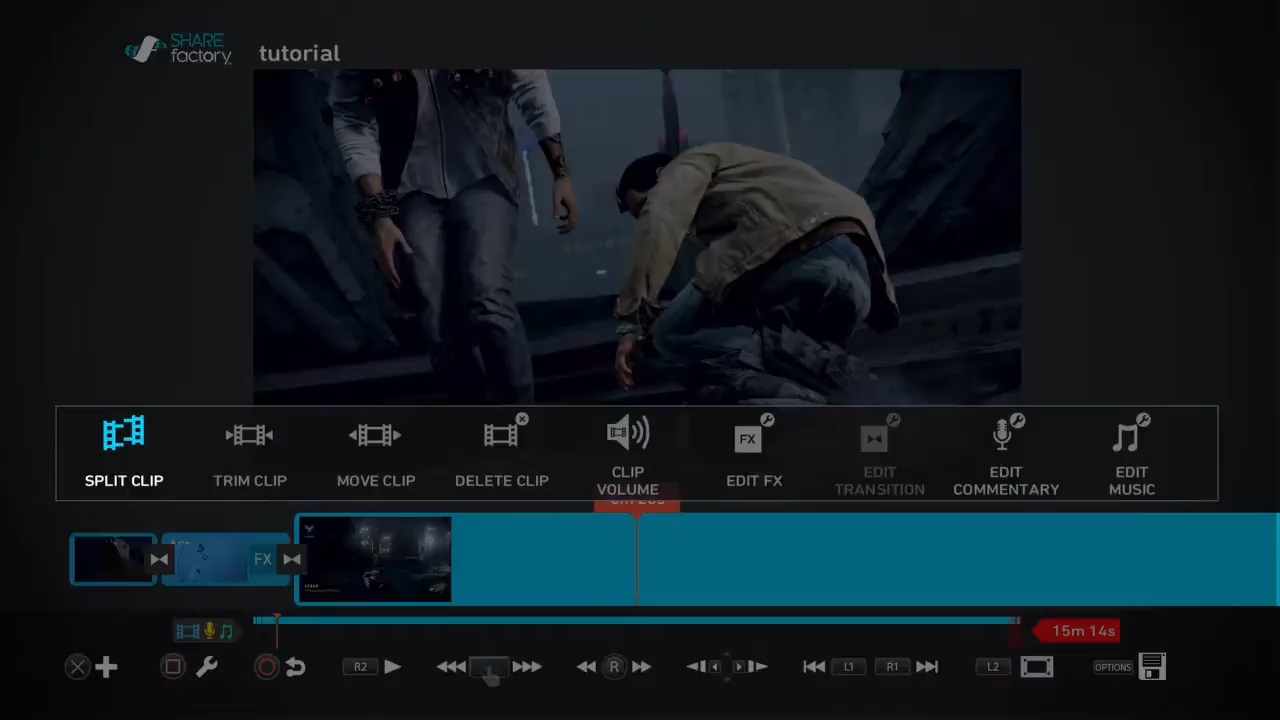 SHARE
factory™
tutorial
SPLIT CLIP
TRIM CLIP
MOVE CLIP
DELETE CLIP
CLIP
VOLUME
FX
EDIT FX
EDIT
TRANSITION
EDIT
COMMENTARY
EDIT
MUSIC
FX
15m 14s
R2
R
L1
R1
L2
OPTIONS